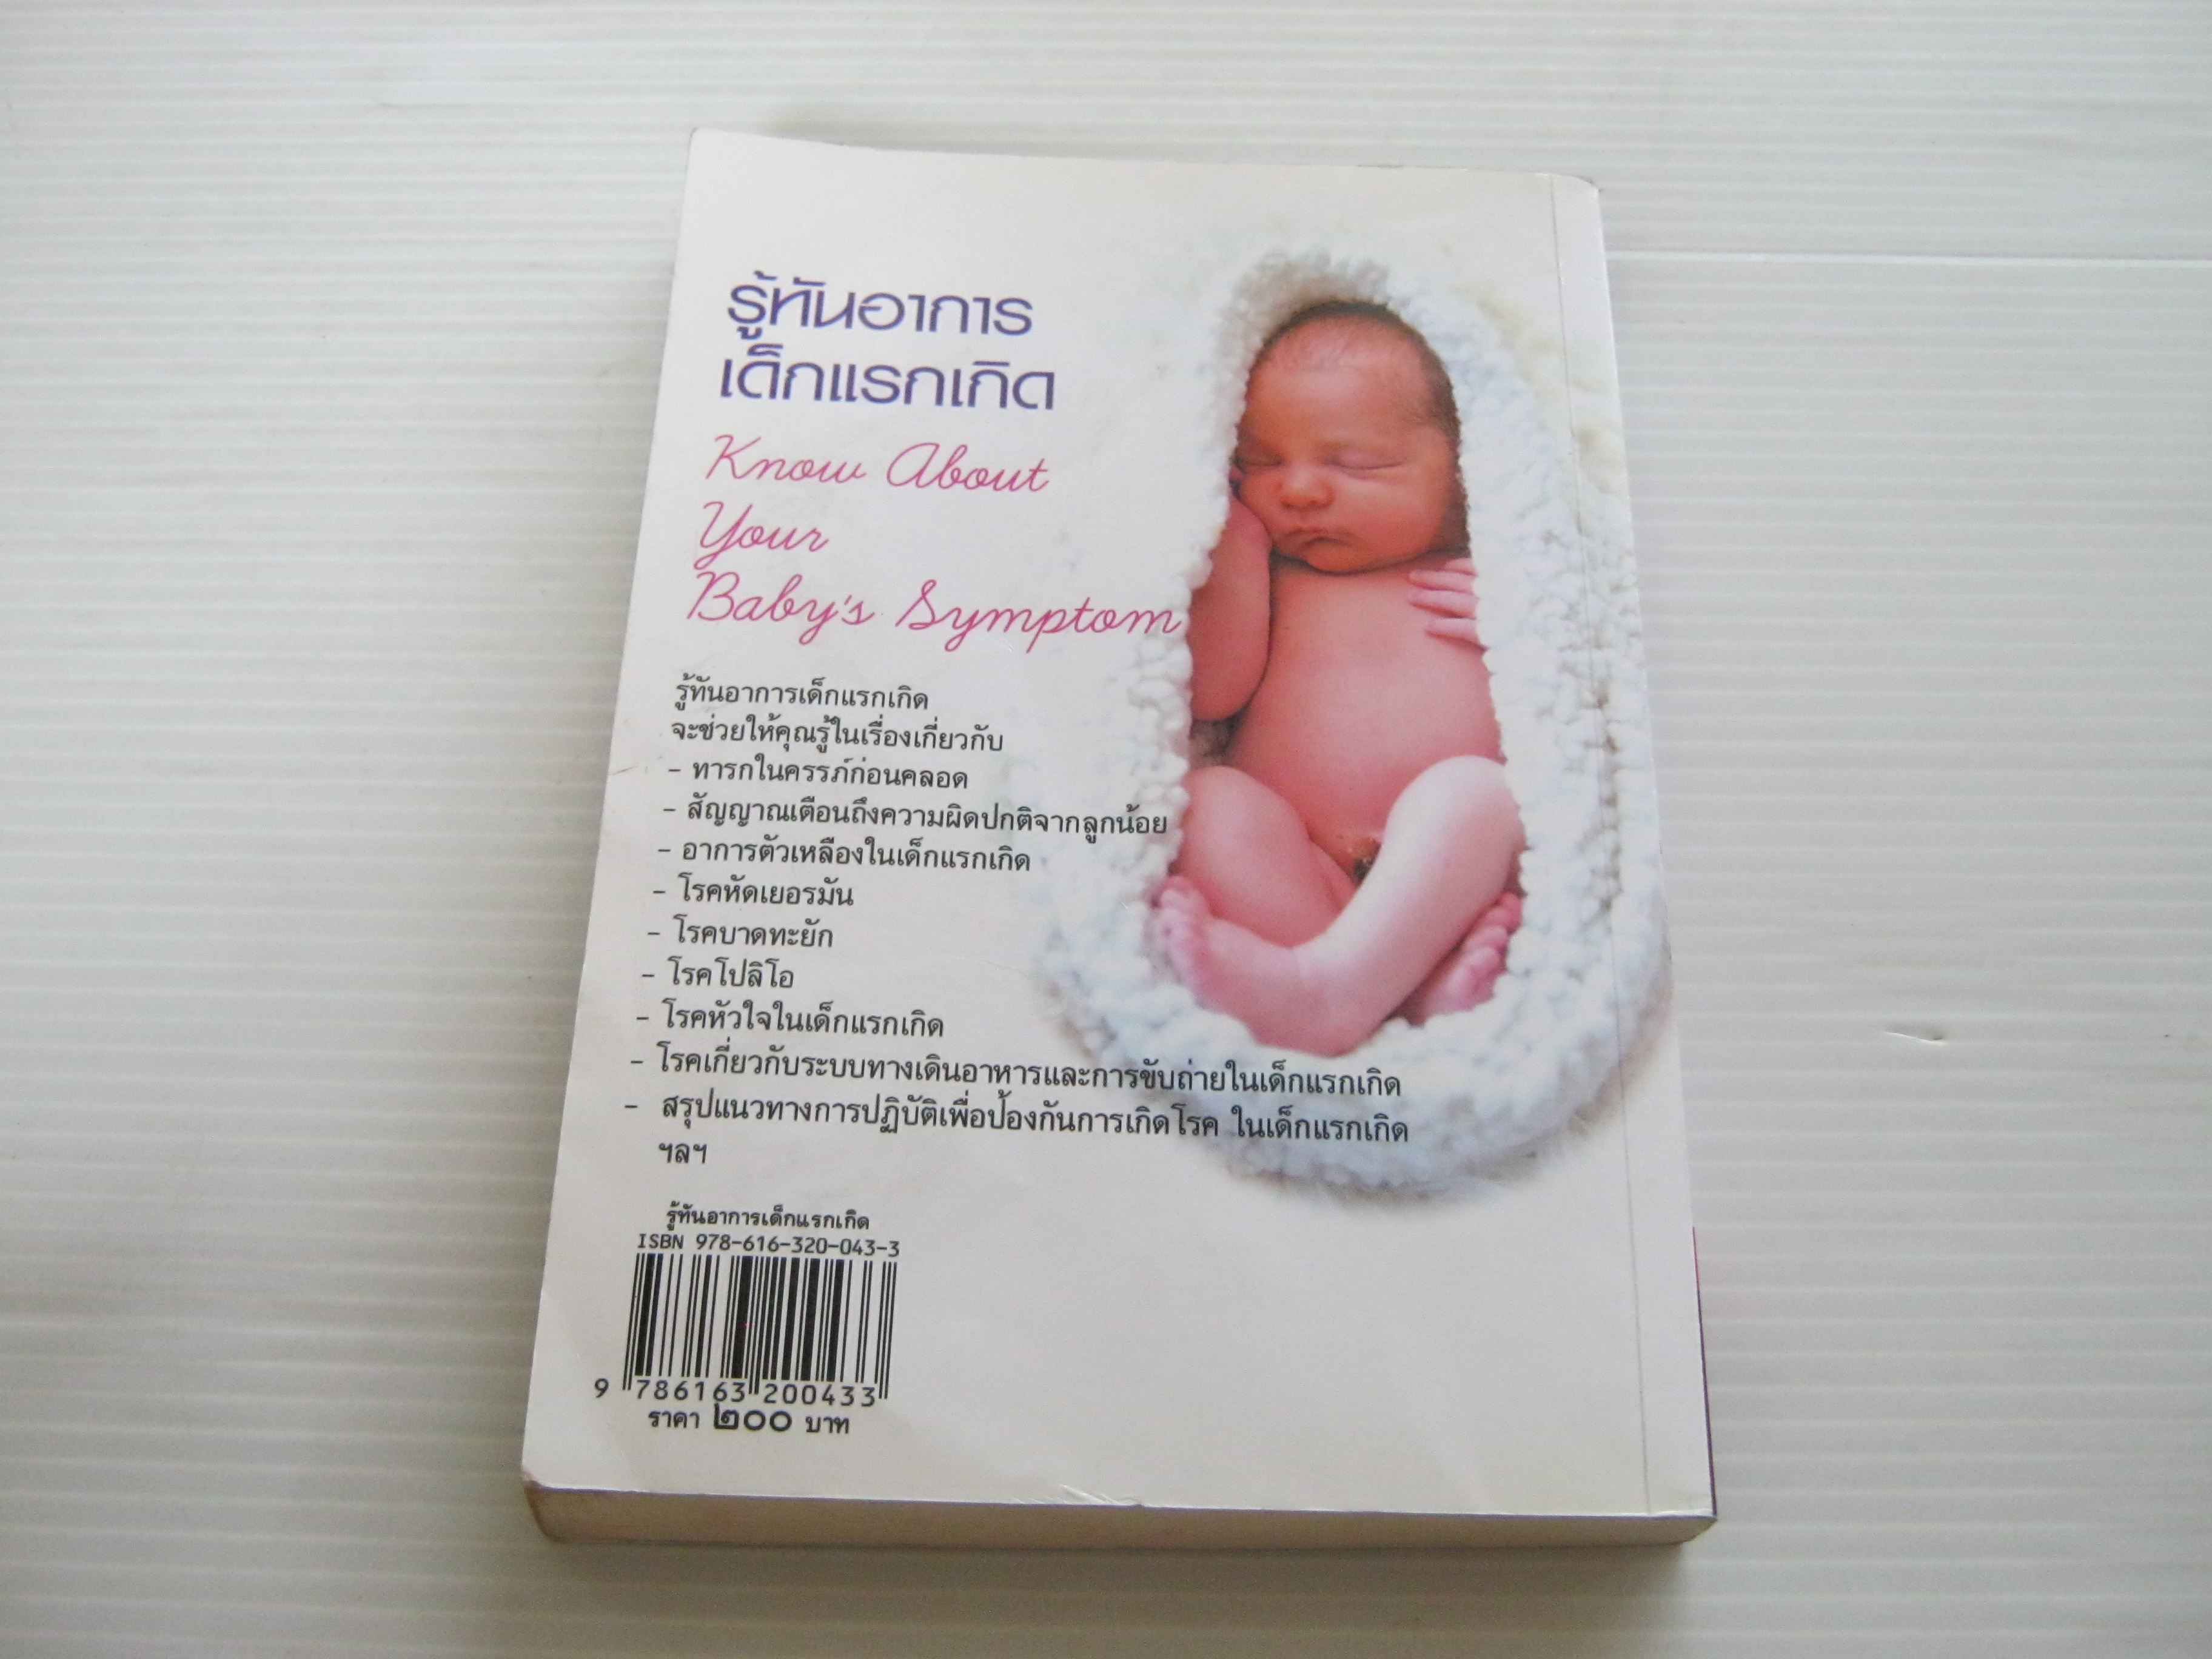 รู้ทันอาการ
เด็กแรกเกิด
Know About
Your
Baby's Symptom
รู้ทันอาการเด็กแรกเกิด
จะช่วยให้คุณรู้ในเรื่องเกี่ยวกับ
- ทารกในครรภ์ก่อนคลอด
- สัญญาณเตือนถึงความผิดปกติจากลูกน้อย
- อาการตัวเหลืองในเด็กแรกเกิด
- โรคหัดเยอรมัน
- โรคบาดทะยัก
- โรคโปลิโอ
- โรคหัวใจในเด็กแรกเกิด
- โรคเกี่ยวกับระบบทางเดินอาหารและการขับถ่ายในเด็กแรกเกิด
- สรุปแนวทางการปฏิบัติเพื่อป้องกันการเกิดโรค ในเด็กแรกเกิด
ฯลฯ
รู้ทันอาการเด็กแรกเกิด
ISBN 978-616-320-043-3
9 786163 200433
ราคา ๒๐๐ บาท